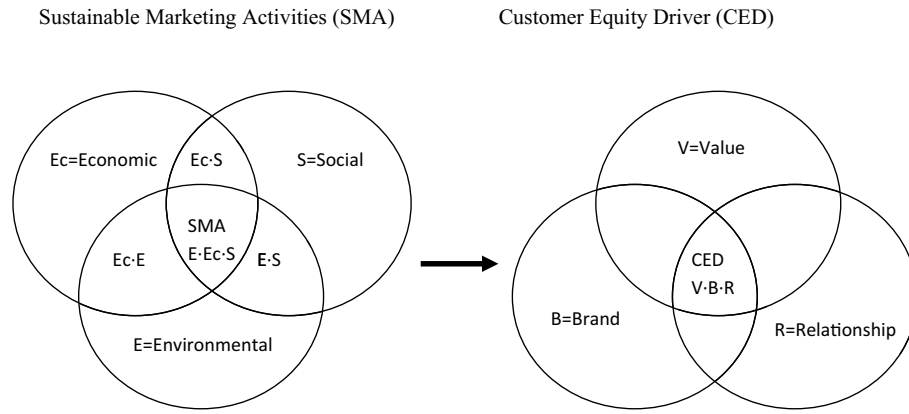 Sustainable Marketing Activities (SMA)
Customer Equity Driver (CED)
Ec=Economic
Ec·S
S=Social
SMA
E·Ec·S
Ec·E
E·S
E=Environmental
V=Value
CED
V·B·R
B=Brand
R=Relationship